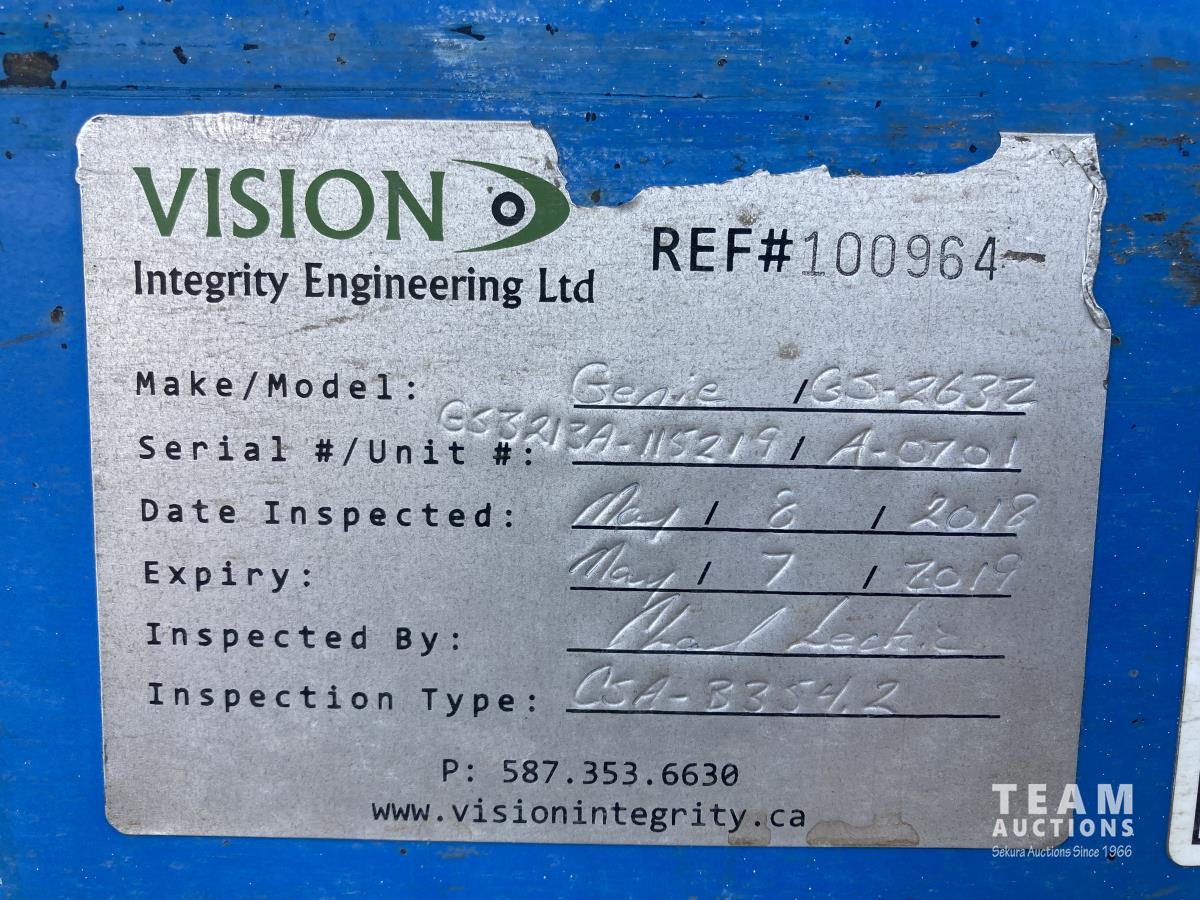 VISION
Integrity Engineering Ltd
REF#100964
Make/Model: Genie / GS-2632
Serial #/Unit #: GS3213A-115219 / A-0701
Date Inspected: May / 8 / 2018
Expiry: May / 7 / 2019
Inspected By: Leckie
Inspection Type: CSA-B354.2
P: 587.353.6630
www.visionintegrity.ca
TEAM
AUCTIONS
Sekura Auctions Since 1966